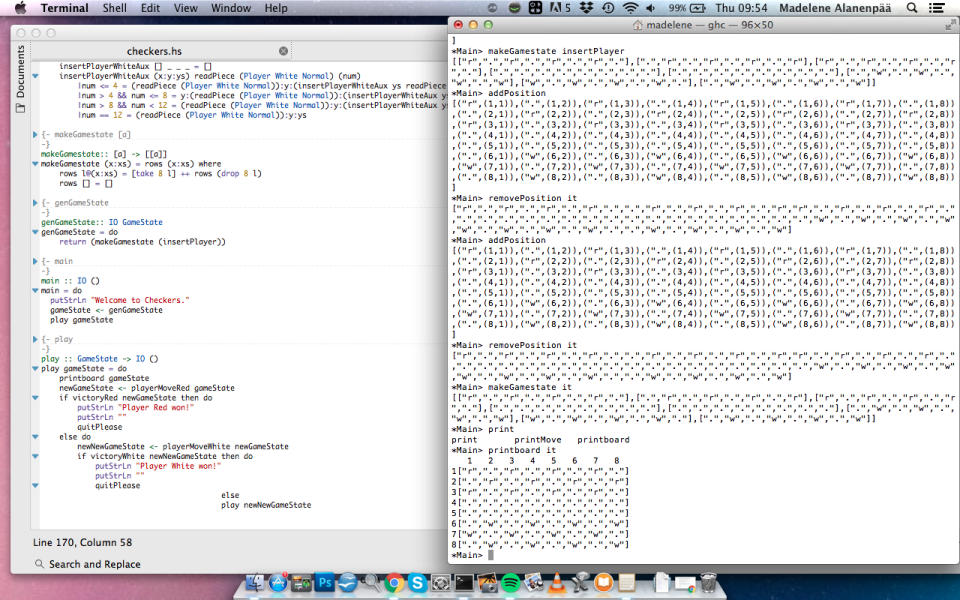 Terminal Shell Edit View Window Help
5 99% Thu 09:54 Madelene Alanenpää
checkers.hs
Documents
insertPlayerWhiteAux [] _ _ _ = []
insertPlayerWhiteAux (x:y:ys) readPiece (Player White Normal) (num)
|num <= 4 = (readPiece (Player White Normal)):y:(insertPlayerWhiteAux ys readPiece
|num > 4 && num <= 8 = y:(readPiece (Player White Normal)):(insertPlayerWhiteAux ys
|num > 8 && num < 12 = (readPiece (Player White Normal)):y:(insertPlayerWhiteAux ys
|num == 12 = (readPiece (Player White Normal)):y:ys
{- makeGamestate [a]
-}
makeGamestate:: [a] -> [[a]]
makeGamestate (x:xs) = rows (x:xs) where
rows l@(x:xs) = [take 8 l] ++ rows (drop 8 l)
rows [] = []
{- genGameState
-}
genGameState:: IO GameState
genGameState = do
return (makeGamestate (insertPlayer))
{- main
-}
main :: IO ()
main = do
putStrLn "Welcome to Checkers."
gameState <- genGameState
play gameState
{- play
-}
play :: GameState -> IO ()
play gameState = do
printboard gameState
newGameState <- playerMoveRed gameState
if victoryRed newGameState then do
putStrLn "Player Red won!"
putStrLn ""
quitPlease
else do
newNewGameState <- playerMoveWhite newGameState
if victoryWhite newNewGameState then do
putStrLn "Player White won!"
putStrLn ""
quitPlease
else
play newNewGameState
Line 170, Column 58
Search and Replace
madelene — ghc — 96×50
]
*Main> makeGamestate insertPlayer
*Main> addPosition
[("r",(1,1)),(".",(1,2)),("r",(1,3)),(".",(1,4)),("r",(1,5)),(".",(1,6)),("r",(1,7)),(".",(1,8))
,(".",(2,1)),("r",(2,2)),(".",(2,3)),("r",(2,4)),(".",(2,5)),("r",(2,6)),(".",(2,7)),("r",(2,8))
,("r",(3,1)),(".",(3,2)),("r",(3,3)),(".",(3,4)),("r",(3,5)),(".",(3,6)),("r",(3,7)),(".",(3,8))
,(".",(4,1)),(".",(4,2)),(".",(4,3)),(".",(4,4)),(".",(4,5)),(".",(4,6)),(".",(4,7)),(".",(4,8))
,(".",(5,1)),(".",(5,2)),(".",(5,3)),(".",(5,4)),(".",(5,5)),(".",(5,6)),(".",(5,7)),(".",(5,8))
,(".",(6,1)),("w",(6,2)),(".",(6,3)),("w",(6,4)),(".",(6,5)),("w",(6,6)),(".",(6,7)),("w",(6,8))
,("w",(7,1)),(".",(7,2)),("w",(7,3)),(".",(7,4)),("w",(7,5)),(".",(7,6)),("w",(7,7)),(".",(7,8))
,(".",(8,1)),("w",(8,2)),(".",(8,3)),("w",(8,4)),(".",(8,5)),("w",(8,6)),(".",(8,7)),("w",(8,8))
]
*Main> removePosition it
*Main> addPosition
[("r",(1,1)),(".",(1,2)),("r",(1,3)),(".",(1,4)),("r",(1,5)),(".",(1,6)),("r",(1,7)),(".",(1,8))
,(".",(2,1)),("r",(2,2)),(".",(2,3)),("r",(2,4)),(".",(2,5)),("r",(2,6)),(".",(2,7)),("r",(2,8))
,("r",(3,1)),(".",(3,2)),("r",(3,3)),(".",(3,4)),("r",(3,5)),(".",(3,6)),("r",(3,7)),(".",(3,8))
,(".",(4,1)),(".",(4,2)),(".",(4,3)),(".",(4,4)),(".",(4,5)),(".",(4,6)),(".",(4,7)),(".",(4,8))
,(".",(5,1)),(".",(5,2)),(".",(5,3)),(".",(5,4)),(".",(5,5)),(".",(5,6)),(".",(5,7)),(".",(5,8))
,(".",(6,1)),("w",(6,2)),(".",(6,3)),("w",(6,4)),(".",(6,5)),("w",(6,6)),(".",(6,7)),("w",(6,8))
,("w",(7,1)),(".",(7,2)),("w",(7,3)),(".",(7,4)),("w",(7,5)),(".",(7,6)),("w",(7,7)),(".",(7,8))
,(".",(8,1)),("w",(8,2)),(".",(8,3)),("w",(8,4)),(".",(8,5)),("w",(8,6)),(".",(8,7)),("w",(8,8))
]
*Main> removePosition it
*Main> makeGamestate it
*Main> print
print printMove printboard
*Main> printboard it
1 2 3 4 5 6 7 8
1["r",".","r",".","r",".","r","."]
2[".","r",".","r",".","r",".","r"]
3["r",".","r",".","r",".","r","."]
4[".",".",".",".",".",".",".","."]
5[".",".",".",".",".",".",".","."]
6[".","w",".","w",".","w",".","w"]
7["w",".","w",".","w",".","w","."]
8[".","w",".","w",".","w",".","w"]
*Main>